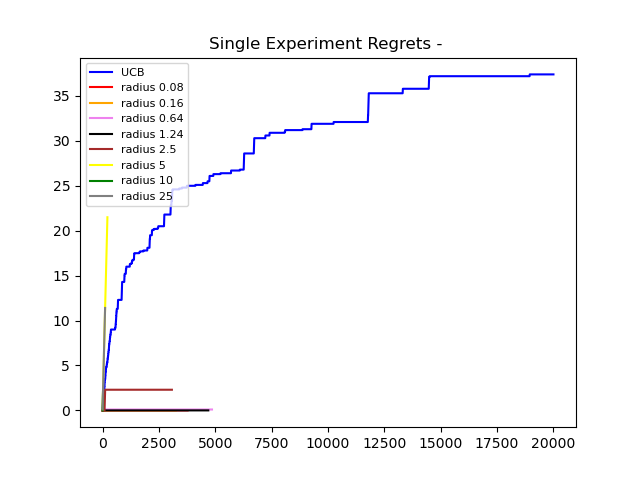 Single Experiment Regrets -
UCB
radius 0.08
radius 0.16
radius 0.64
radius 1.24
radius 2.5
radius 5
radius 10
radius 25
35
30
25
20
15
10
5
0
0 2500 5000 7500 10000 12500 15000 17500 20000